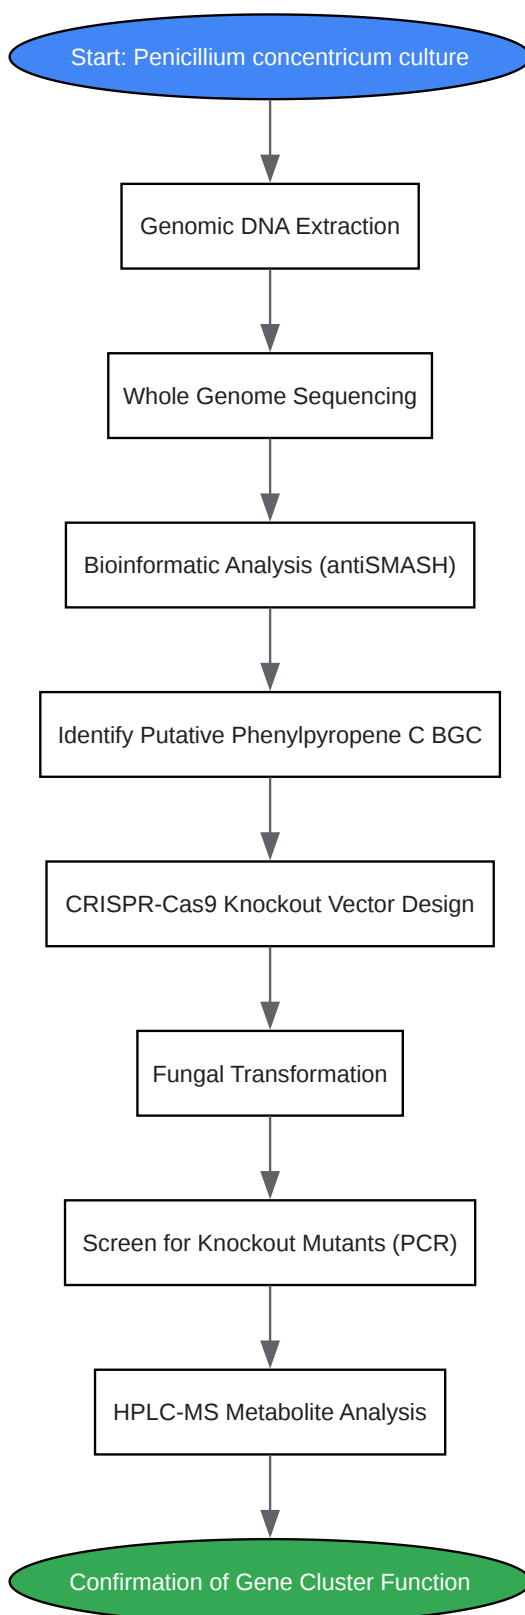 Start: Penicillium concentricum culture
Genomic DNA Extraction
Whole Genome Sequencing
Bioinformatic Analysis (antiSMASH)
Identify Putative Phenylpyropene C BGC
CRISPR-Cas9 Knockout Vector Design
Fungal Transformation
Screen for Knockout Mutants (PCR)
HPLC-MS Metabolite Analysis
Confirmation of Gene Cluster Function